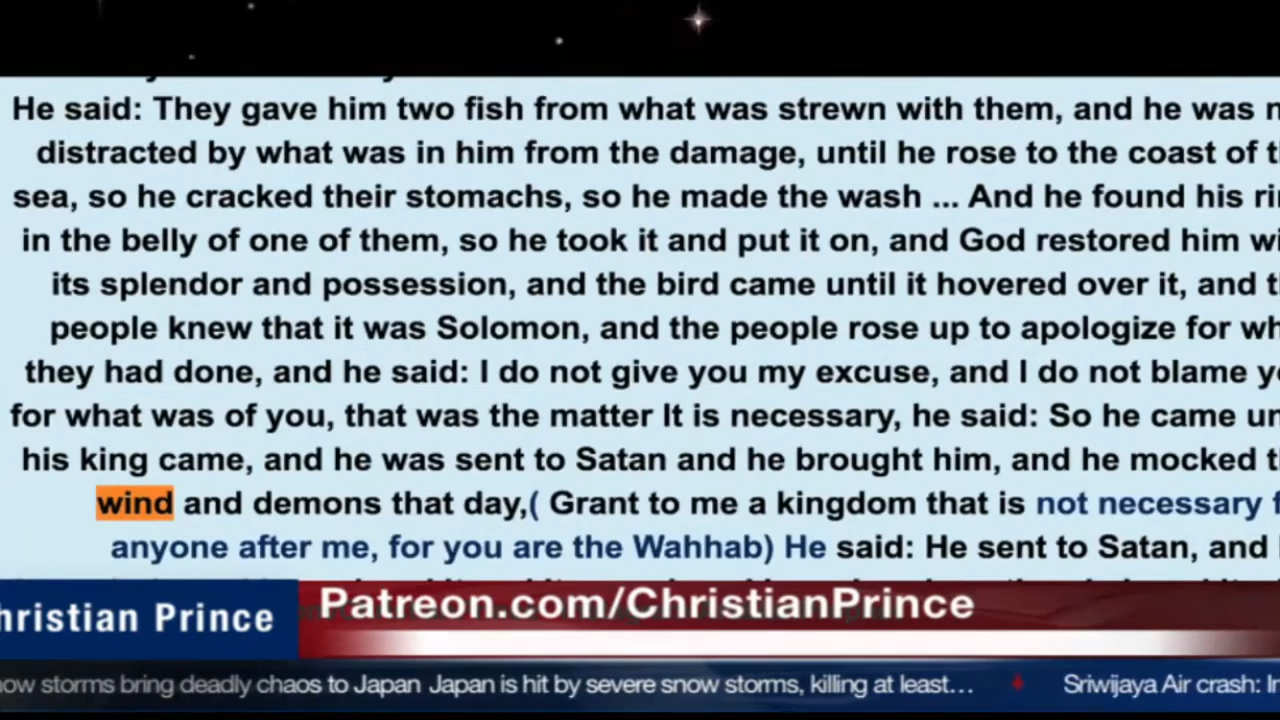 He said: They gave him two fish from what was strewn with them, and he was
distracted by what was in him from the damage, until he rose to the coast of
sea, so he cracked their stomachs, so he made the wash ... And he found his
in the belly of one of them, so he took it and put it on, and God restored him
its splendor and possession, and the bird came until it hovered over it, and
people knew that it was Solomon, and the people rose up to apologize for
they had done, and he said: I do not give you my excuse, and I do not blame
for what was of you, that was the matter It is necessary, he said: So he came
his king came, and he was sent to Satan and he brought him, and he mocked
wind and demons that day,( Grant to me a kingdom that is not necessary
anyone after me, for you are the Wahhab) He said: He sent to Satan, and
hristian Prince
Patreon.com/ChristianPrince
ow storms bring deadly chaos to Japan Japan is hit by severe snow storms, killing at least... Sriwijaya Air crash: